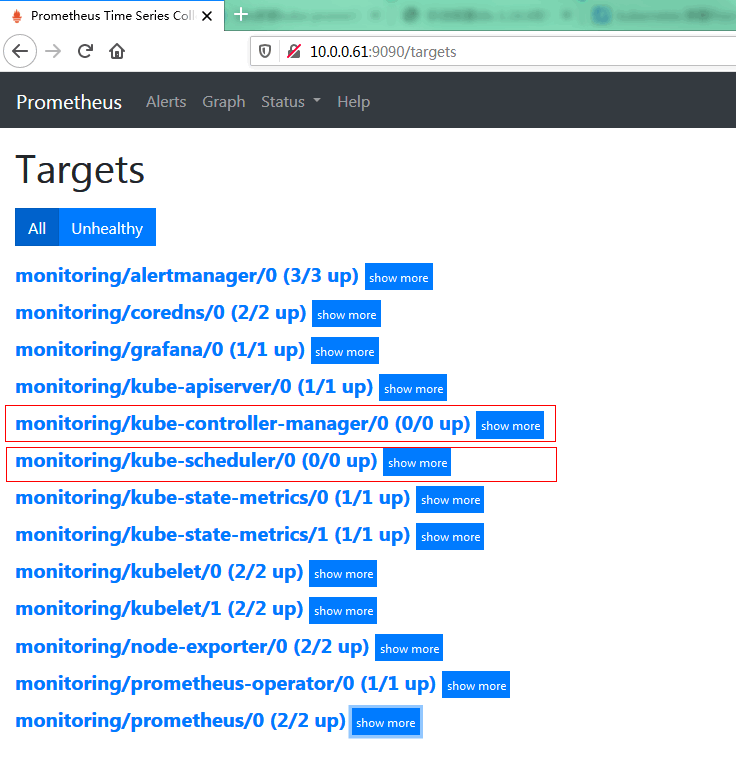 Prometheus Time Series Coll
10.0.0.61:9090/targets
Prometheus Alerts Graph Status Help
Targets
All Unhealthy
monitoring/alertmanager/0 (3/3 up) show more
monitoring/coredns/0 (2/2 up) show more
monitoring/grafana/0 (1/1 up) show more
monitoring/kube-apiserver/0 (1/1 up) show more
monitoring/kube-controller-manager/0 (0/0 up) show more
monitoring/kube-scheduler/0 (0/0 up) show more
monitoring/kube-state-metrics/0 (1/1 up) show more
monitoring/kube-state-metrics/1 (1/1 up) show more
monitoring/kubelet/0 (2/2 up) show more
monitoring/kubelet/1 (2/2 up) show more
monitoring/node-exporter/0 (2/2 up) show more
monitoring/prometheus-operator/0 (1/1 up) show more
monitoring/prometheus/0 (2/2 up) show more